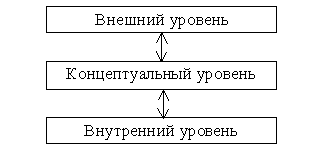 Внешний уровень
Концептуальный уровень
Внутренний уровень